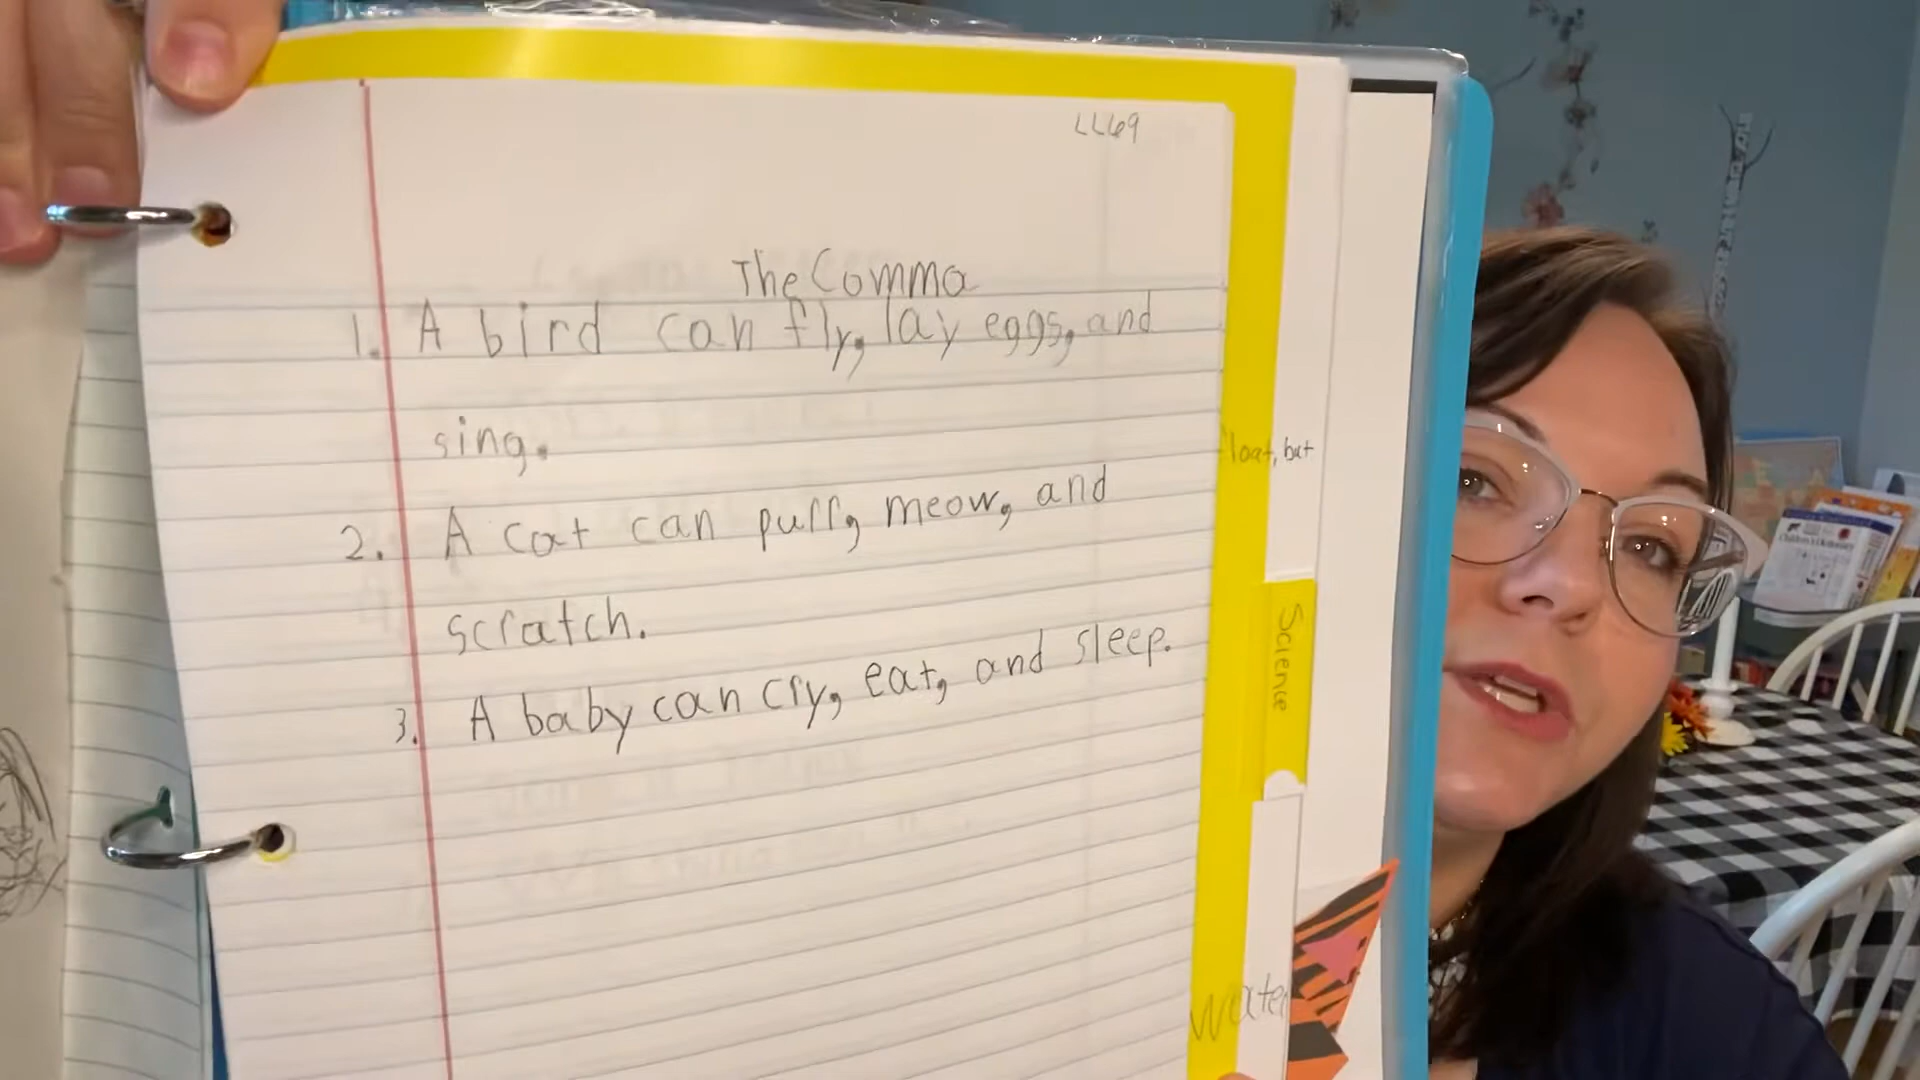 LL69
The Comma
1. A bird can fly, lay eggs, and
sing.
2. A cat can purr, meow, and
scratch.
3. A baby can cry, eat, and sleep.
float, but
Science
Water